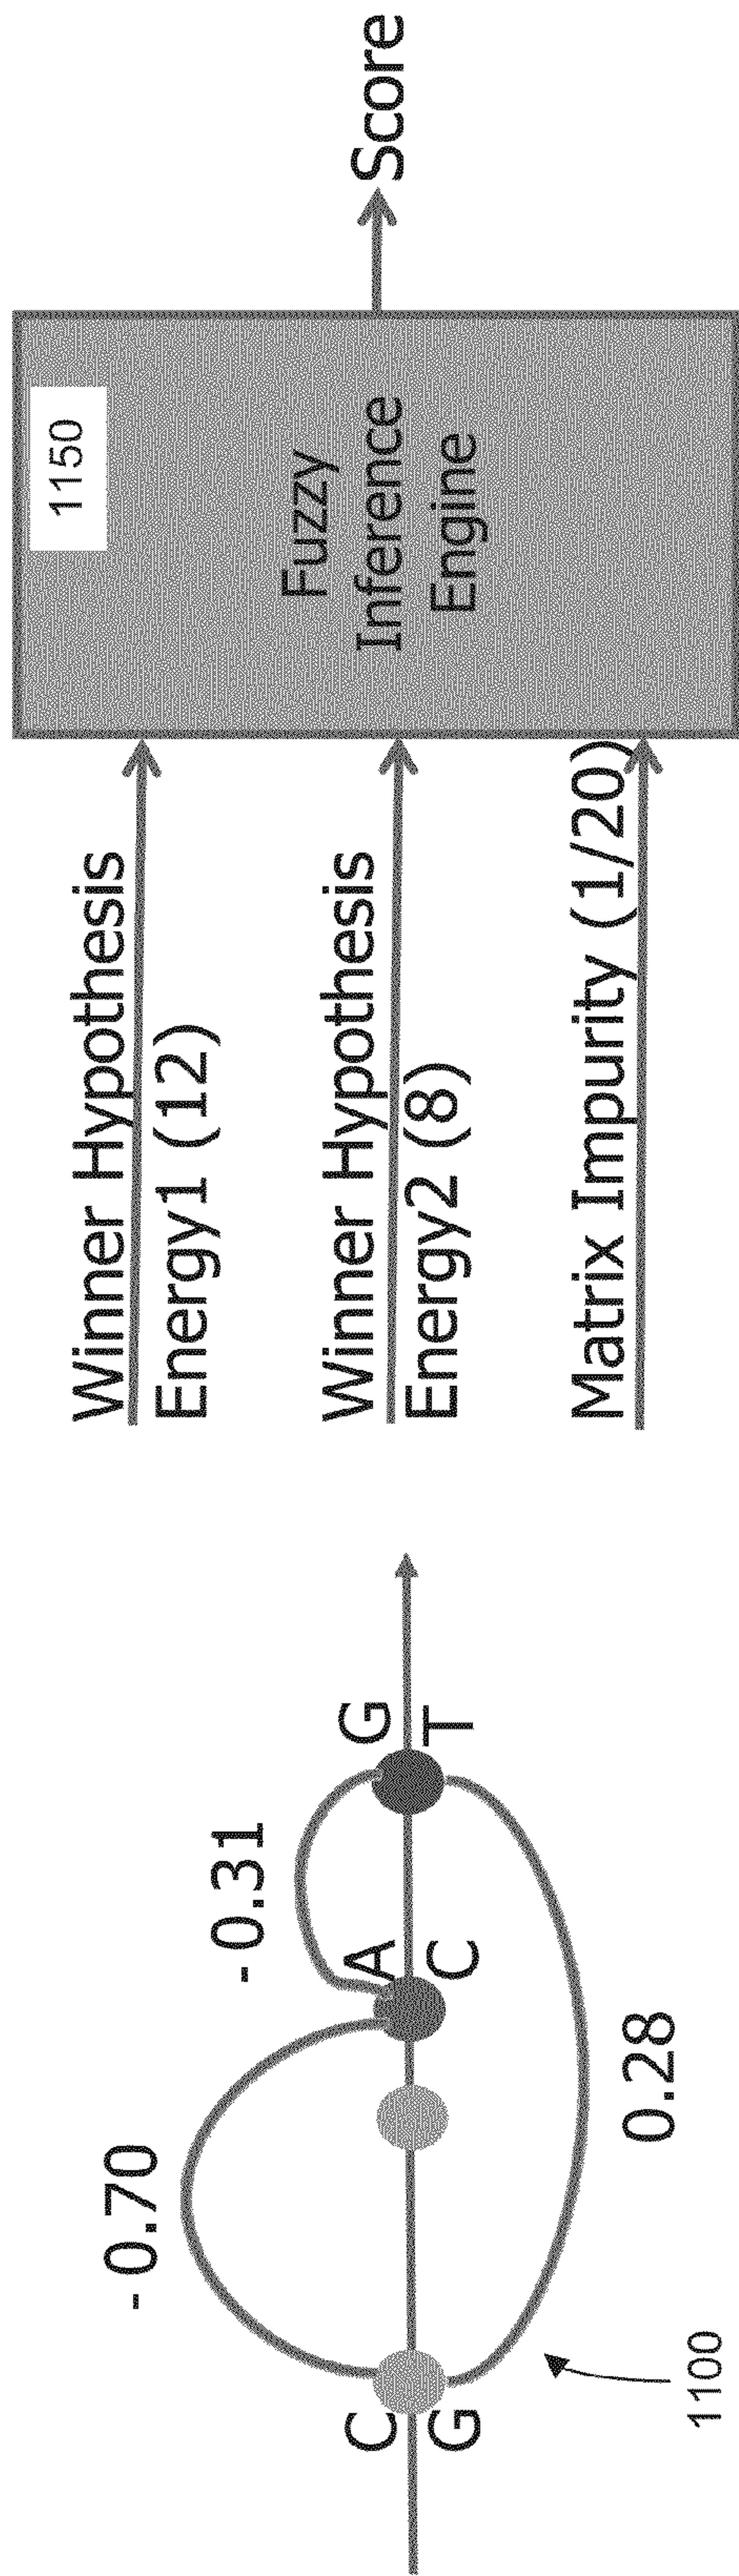 - 0.70
- 0.31
C
G
A
C
G
T
0.28
1100
Winner Hypothesis
Energy1 (12)
Winner Hypothesis
Energy2 (8)
Matrix Impurity (1/20)
1150
Fuzzy
Inference
Engine
Score